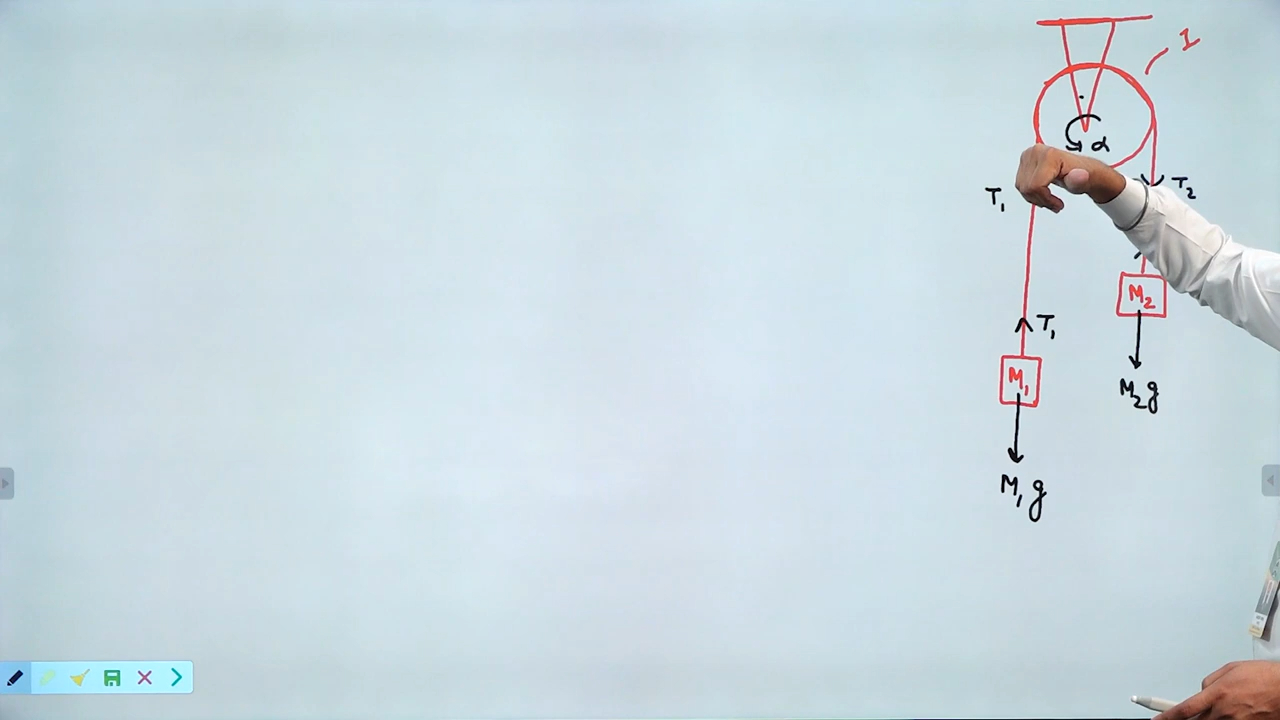 I
α
T₁
T₂
T₁
M₂
M₁
M₂g
M₁g